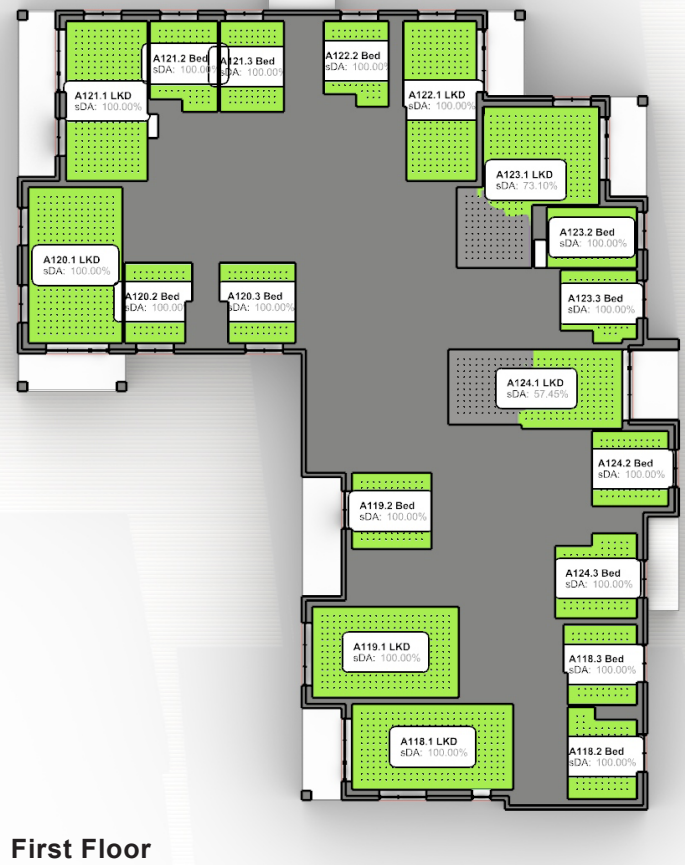 A121.2 Bed
sDA: 100.00%
A121.3 Bed
sDA: 100.00%
A122.2 Bed
sDA: 100.00%
A121.1 LKD
sDA: 100.00%
A122.1 LKD
sDA: 100.00%
A123.1 LKD
sDA: 73.10%
A123.2 Bed
sDA: 100.00%
A120.1 LKD
sDA: 100.00%
A120.2 Bed
sDA: 100.00%
A120.3 Bed
sDA: 100.00%
A123.3 Bed
sDA: 100.00%
A124.1 LKD
sDA: 57.45%
A124.2 Bed
sDA: 100.00%
A119.2 Bed
sDA: 100.00%
A124.3 Bed
sDA: 100.00%
A119.1 LKD
sDA: 100.00%
A118.3 Bed
sDA: 100.00%
A118.1 LKD
sDA: 100.00%
A118.2 Bed
sDA: 100.00%
First Floor